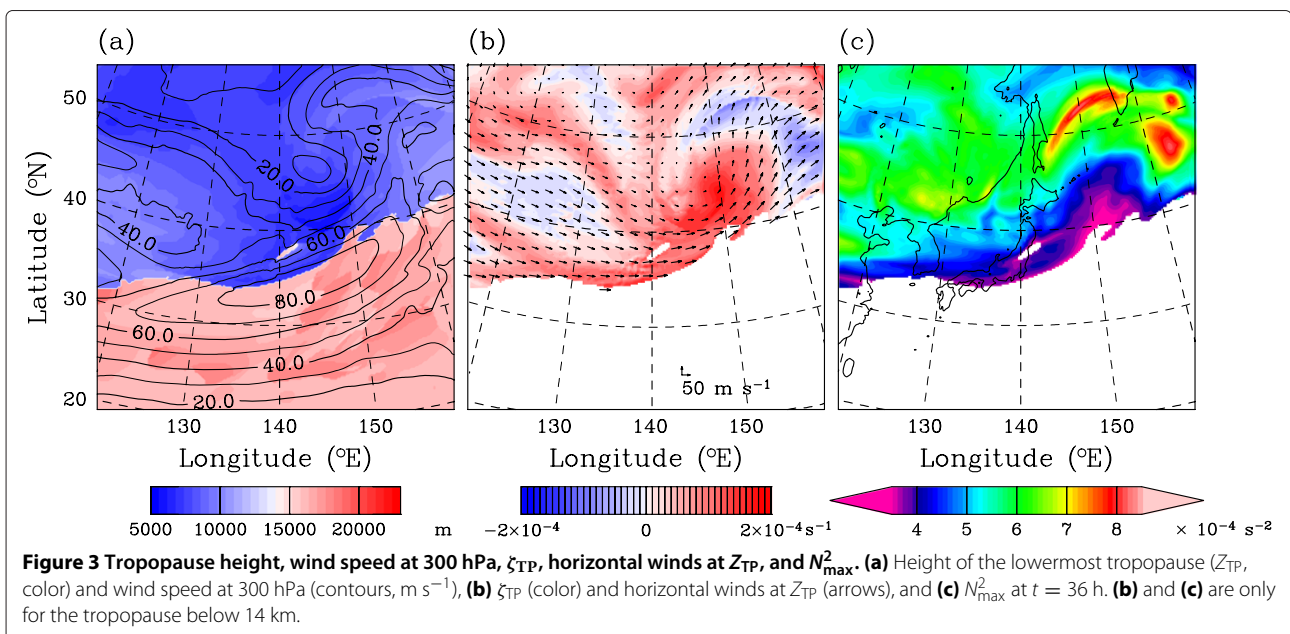 (a) (b) (c)
50
40
30
20
Latitude (°N)
20.0
40.0
40.0
60.0
80.0
60.0
40.0
20.0
50 m s⁻¹
130 140 150 130 140 150 130 140 150
Longitude (°E) Longitude (°E) Longitude (°E)
5000 10000 15000 20000 m −2×10⁻⁴ 0 2×10⁻⁴ s⁻¹ 4 5 6 7 8 × 10⁻⁴ s⁻²
Figure 3 Tropopause height, wind speed at 300 hPa, ζTP, horizontal winds at ZTP, and N²max. (a) Height of the lowermost tropopause (ZTP,
color) and wind speed at 300 hPa (contours, m s⁻¹), (b) ζTP (color) and horizontal winds at ZTP (arrows), and (c) N²max at t = 36 h. (b) and (c) are only
for the tropopause below 14 km.